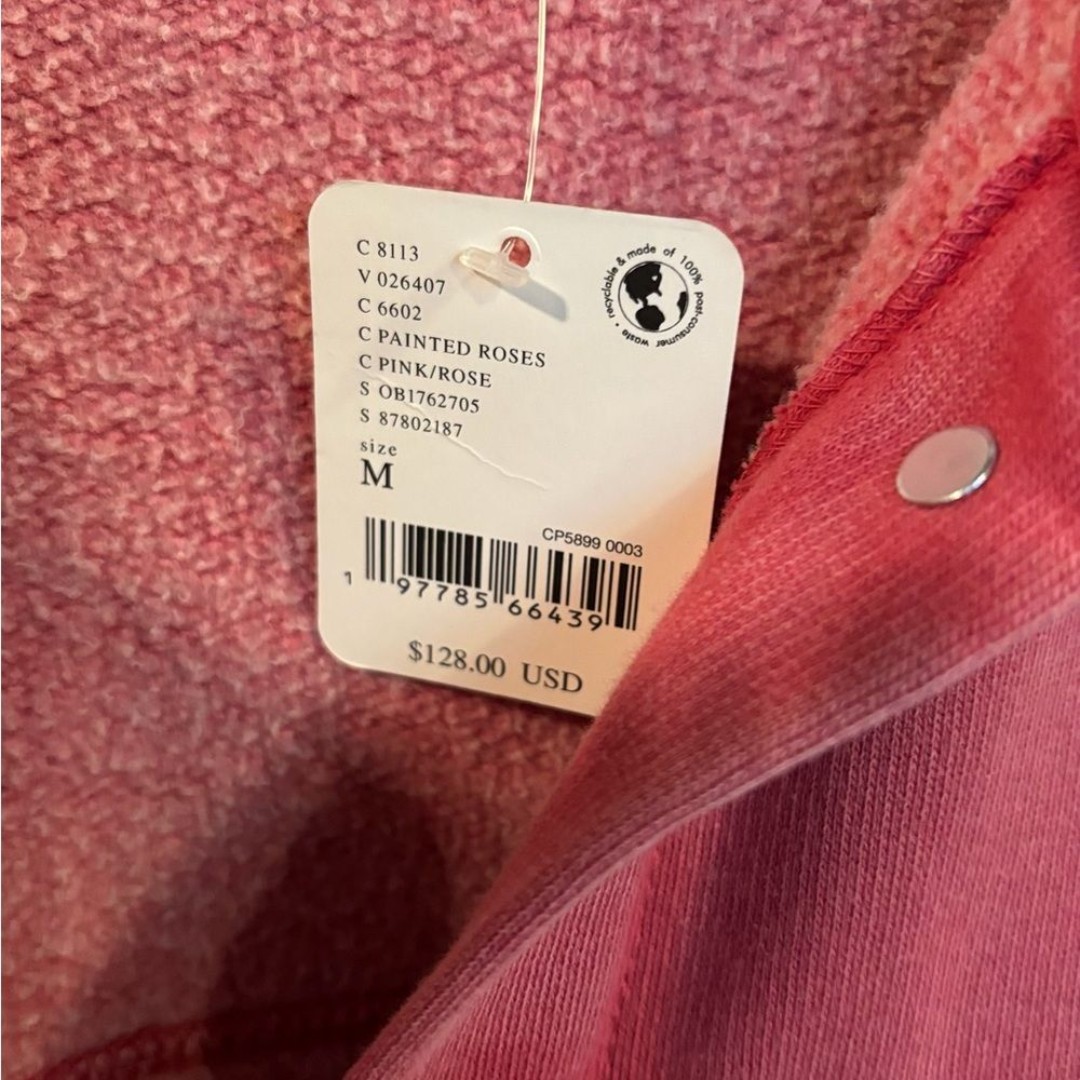 C 8113
V 026407
C 6602
C PAINTED ROSES
C PINK/ROSE
S OB1762705
S 87802187
size
M
recyclable & made of 100% post-consumer waste •
CP5899 0003
1 97785 66439
$128.00 USD